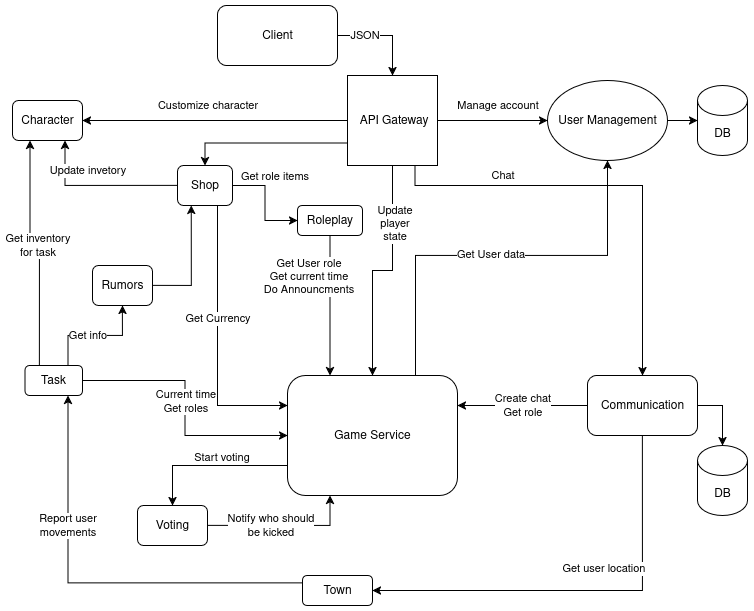 Client
JSON
Character
Customize character
API Gateway
Manage account
User Management
DB
Update invetory
Shop
Get role items
Chat
Roleplay
Update
player
state
Get inventory
for task
Get User role
Get current time
Do Announcments
Get User data
Rumors
Get Currency
Get info
Task
Current time
Get roles
Create chat
Get role
Communication
Game Service
Start voting
DB
Voting
Notify who should
be kicked
Report user
movements
Get user location
Town